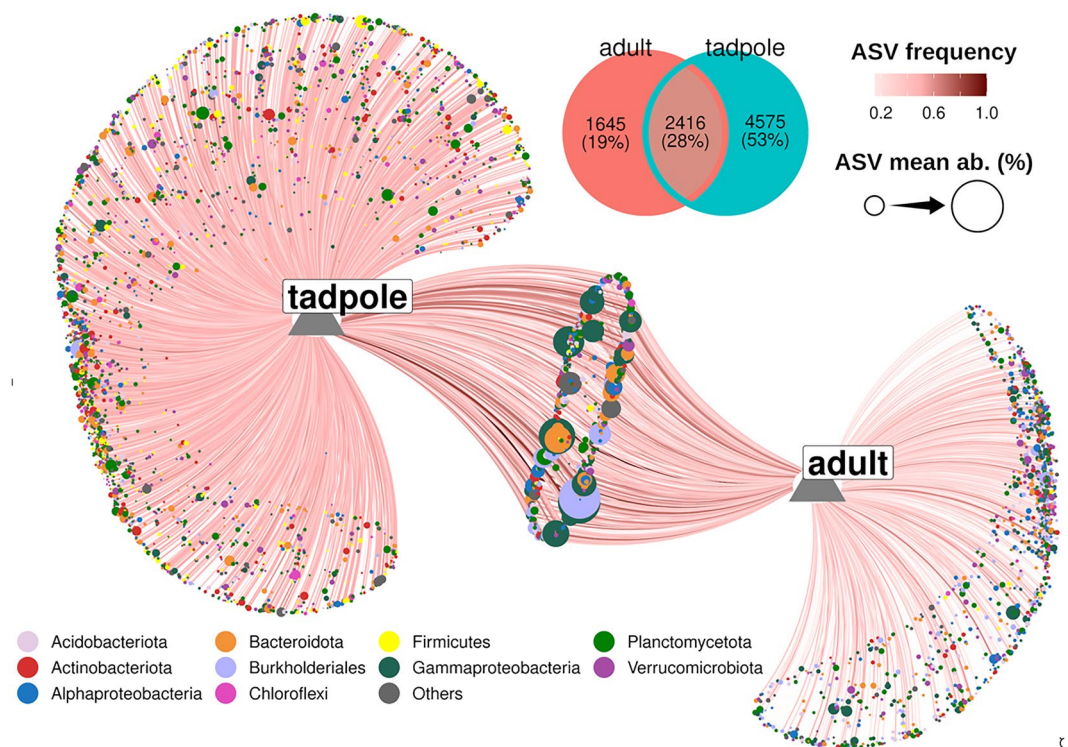 adult tadpole
1645
(19%)
2416
(28%)
4575
(53%)
ASV frequency
0.2 0.6 1.0
ASV mean ab. (%)
tadpole
adult
Acidobacteriota
Actinobacteriota
Alphaproteobacteria
Bacteroidota
Burkholderiales
Chloroflexi
Firmicutes
Gammaproteobacteria
Others
Planctomycetota
Verrucomicrobiota